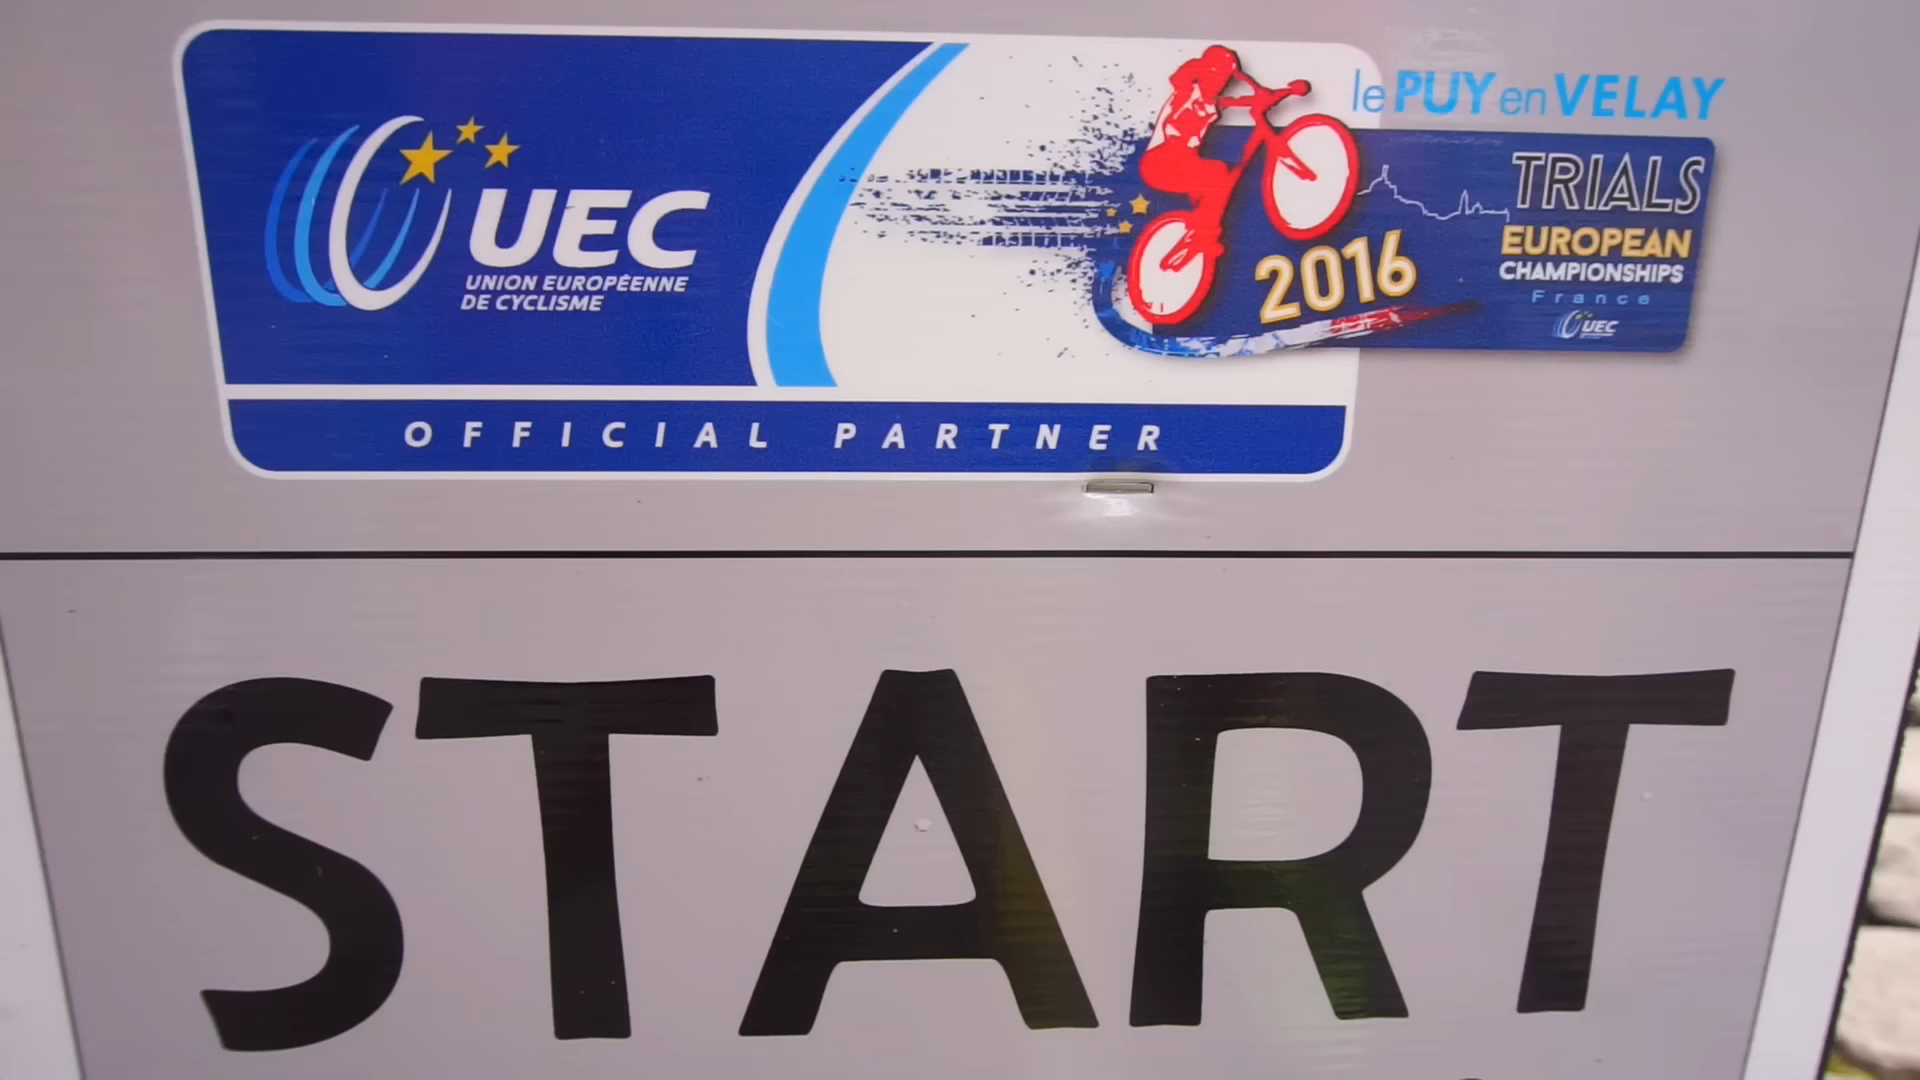 UEC
UNION EUROPÉENNE
DE CYCLISME
le PUY en VELAY
TRIALS
EUROPEAN
CHAMPIONSHIPS
France
UEC
2016
OFFICIAL PARTNER
START